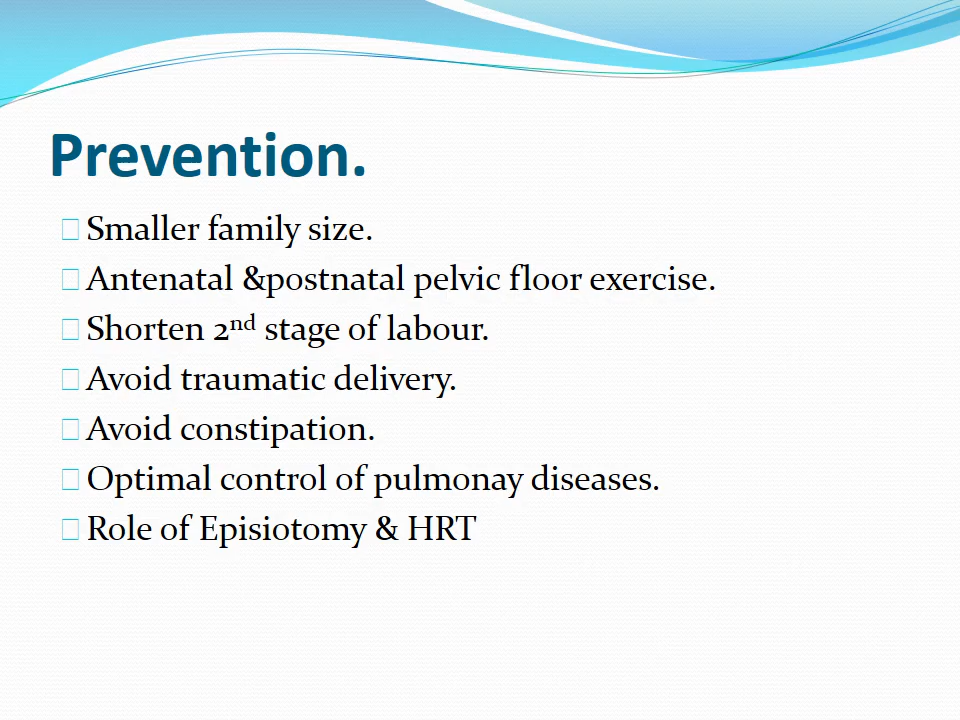 Prevention.
Smaller family size.
Antenatal &postnatal pelvic floor exercise.
Shorten 2nd stage of labour.
Avoid traumatic delivery.
Avoid constipation.
Optimal control of pulmonay diseases.
Role of Episiotomy & HRT